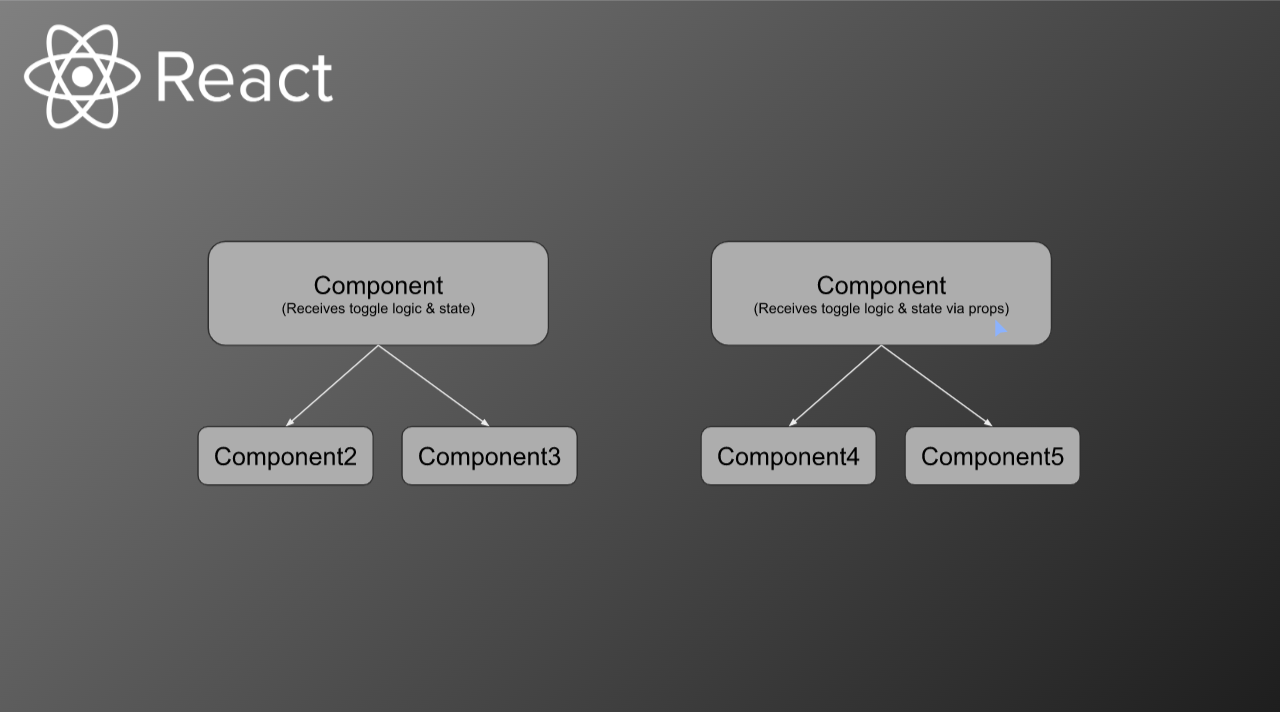 React
Component
(Receives toggle logic & state)
Component
(Receives toggle logic & state via props)
Component2
Component3
Component4
Component5